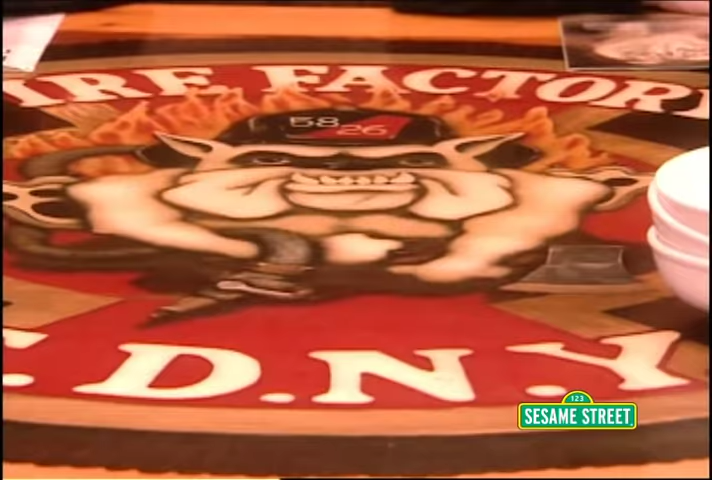 IRE FACTOR
58
26
. D.N.Y
123
SESAME STREET